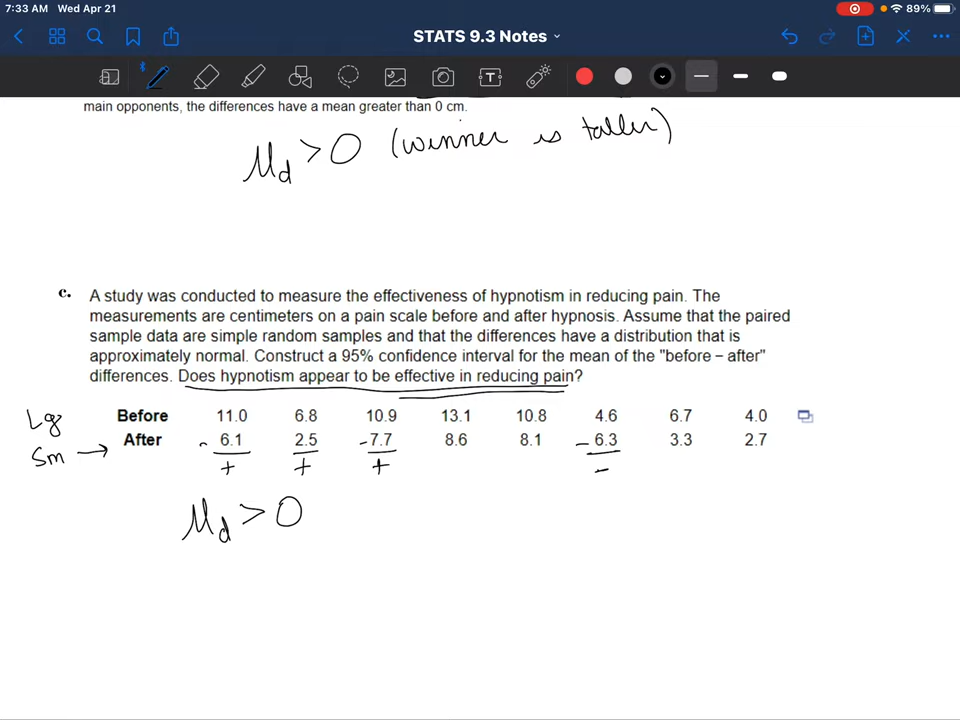 7:33 AM Wed Apr 21 89%
STATS 9.3 Notes
T
main opponents, the differences have a mean greater than 0 cm.
μd > 0 (winner is taller)
c. A study was conducted to measure the effectiveness of hypnotism in reducing pain. The
measurements are centimeters on a pain scale before and after hypnosis. Assume that the paired
sample data are simple random samples and that the differences have a distribution that is
approximately normal. Construct a 95% confidence interval for the mean of the "before − after"
differences. Does hypnotism appear to be effective in reducing pain?
Lg Before 11.0 6.8 10.9 13.1 10.8 4.6 6.7 4.0
Sm → After - 6.1 2.5 - 7.7 8.6 8.1 - 6.3 3.3 2.7
+ + + -
μd > 0